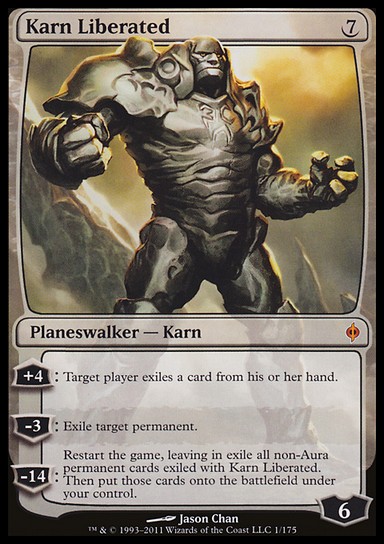 Karn Liberated 7
Planeswalker — Karn
+4: Target player exiles a card from his or her hand.
-3: Exile target permanent.
Restart the game, leaving in exile all non-Aura
-14: permanent cards exiled with Karn Liberated.
Then put those cards onto the battlefield under
your control.
Jason Chan
6
™ & © 1993–2011 Wizards of the Coast LLC 1/175